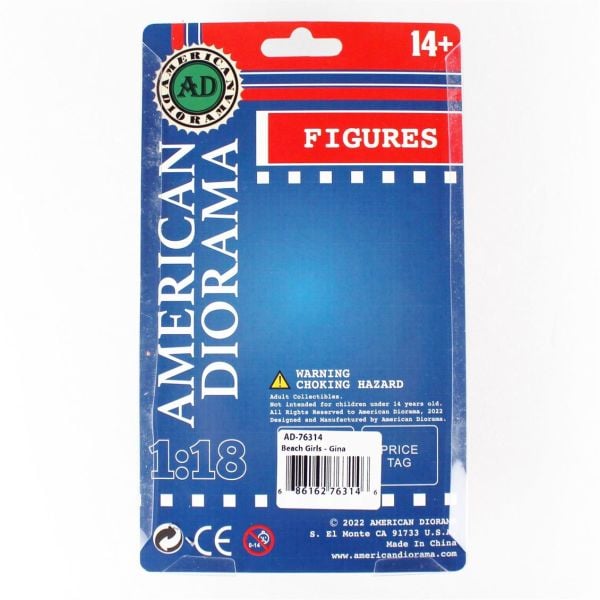 14+
AMERICAN
DIORAMA
AD
FIGURES
AMERICAN
DIORAMA
WARNING
CHOKING HAZARD
Adult Collectibles.
Not intended for children under 14 years old.
All Rights Reserved to American Diorama, 2022
Designed and Manufactured by American Diorama.
1:18
AD-76314
Beach Girls - Gina
6 86162 76314 6
PRICE
TAG
CE
0-14
© 2022 AMERICAN DIORAMA
S. El Monte CA 91733 U.S.A
Made In China
www.americandiorama.com